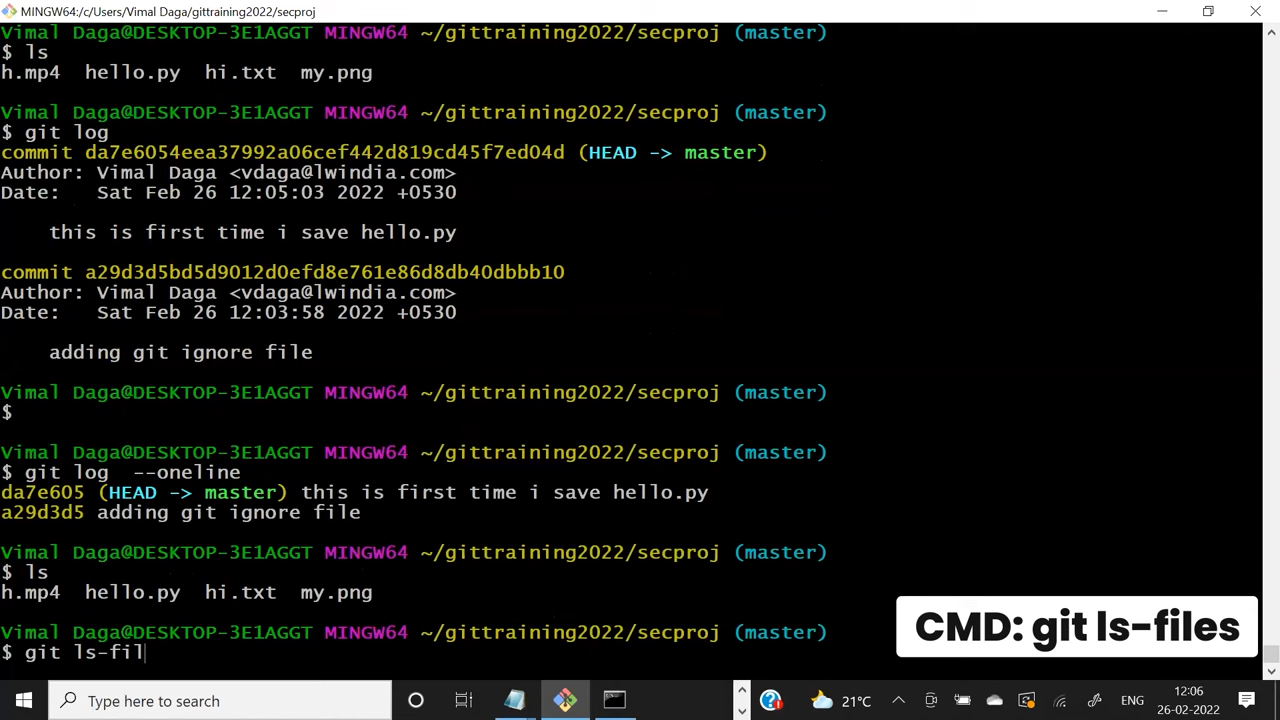 MINGW64:/c/Users/Vimal Daga/gittraining2022/secproj
Vimal Daga@DESKTOP-3E1AGGT MINGW64 ~/gittraining2022/secproj (master)
$ ls
h.mp4  hello.py  hi.txt  my.png
Vimal Daga@DESKTOP-3E1AGGT MINGW64 ~/gittraining2022/secproj (master)
$ git log
commit da7e6054eea37992a06cef442d819cd45f7ed04d (HEAD -> master)
Author: Vimal Daga <vdaga@lwindia.com>
Date:   Sat Feb 26 12:05:03 2022 +0530
this is first time i save hello.py
commit a29d3d5bd5d9012d0efd8e761e86d8db40dbbb10
Author: Vimal Daga <vdaga@lwindia.com>
Date:   Sat Feb 26 12:03:58 2022 +0530
adding git ignore file
Vimal Daga@DESKTOP-3E1AGGT MINGW64 ~/gittraining2022/secproj (master)
$
Vimal Daga@DESKTOP-3E1AGGT MINGW64 ~/gittraining2022/secproj (master)
$ git log  --oneline
da7e605 (HEAD -> master) this is first time i save hello.py
a29d3d5 adding git ignore file
Vimal Daga@DESKTOP-3E1AGGT MINGW64 ~/gittraining2022/secproj (master)
$ ls
h.mp4  hello.py  hi.txt  my.png
Vimal Daga@DESKTOP-3E1AGGT MINGW64 ~/gittraining2022/secproj (master)
$ git ls-fil
CMD: git ls-files
Type here to search
21°C
ENG
12:06
26-02-2022